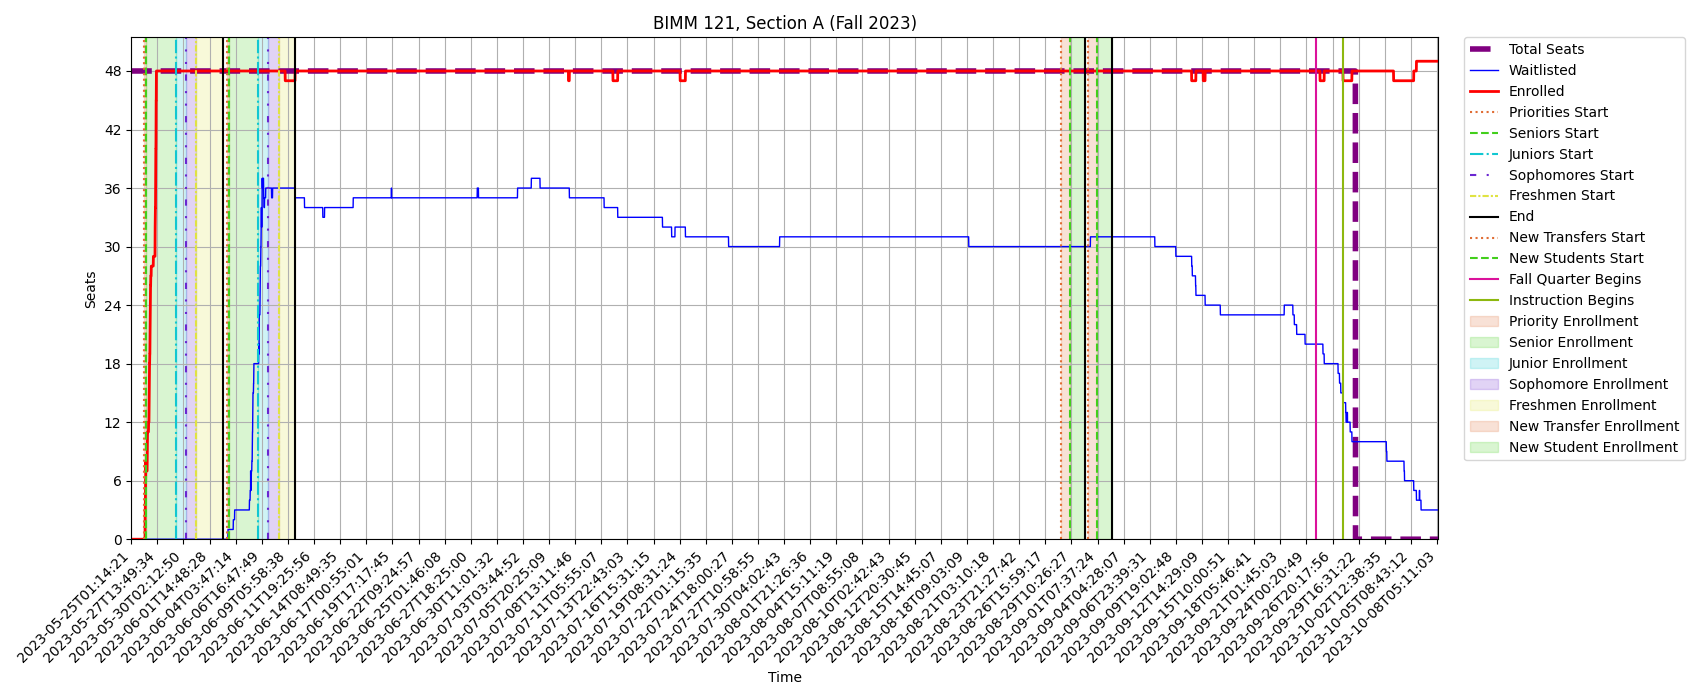 BIMM 121, Section A (Fall 2023)
Seats
48
42
36
30
24
18
12
6
0
2023-05-25T01:14:21
2023-05-27T13:49:34
2023-05-30T02:12:50
2023-06-01T14:48:28
2023-06-04T03:47:14
2023-06-06T16:47:49
2023-06-09T05:58:38
2023-06-11T19:25:56
2023-06-14T08:49:35
2023-06-17T00:55:01
2023-06-19T17:17:45
2023-06-22T09:24:57
2023-06-25T01:46:08
2023-06-27T18:25:00
2023-06-30T11:01:32
2023-07-03T03:44:52
2023-07-05T20:25:09
2023-07-08T13:11:46
2023-07-11T05:55:07
2023-07-13T22:43:03
2023-07-16T15:31:15
2023-07-19T08:31:24
2023-07-22T01:15:35
2023-07-24T18:00:27
2023-07-27T10:58:55
2023-07-30T04:02:43
2023-08-01T21:26:36
2023-08-04T15:11:19
2023-08-07T08:55:08
2023-08-10T02:42:43
2023-08-12T20:30:45
2023-08-15T14:45:07
2023-08-18T09:03:09
2023-08-21T03:10:18
2023-08-23T21:27:42
2023-08-26T15:59:17
2023-08-29T10:26:27
2023-09-01T07:37:24
2023-09-04T04:28:07
2023-09-06T23:39:31
2023-09-09T19:02:48
2023-09-12T14:29:09
2023-09-15T10:00:51
2023-09-18T05:46:41
2023-09-21T01:45:03
2023-09-24T00:20:49
2023-09-26T20:17:56
2023-09-29T16:31:22
2023-10-02T12:38:35
2023-10-05T08:43:12
2023-10-08T05:11:03
Time
Total Seats
Waitlisted
Enrolled
Priorities Start
Seniors Start
Juniors Start
Sophomores Start
Freshmen Start
End
New Transfers Start
New Students Start
Fall Quarter Begins
Instruction Begins
Priority Enrollment
Senior Enrollment
Junior Enrollment
Sophomore Enrollment
Freshmen Enrollment
New Transfer Enrollment
New Student Enrollment